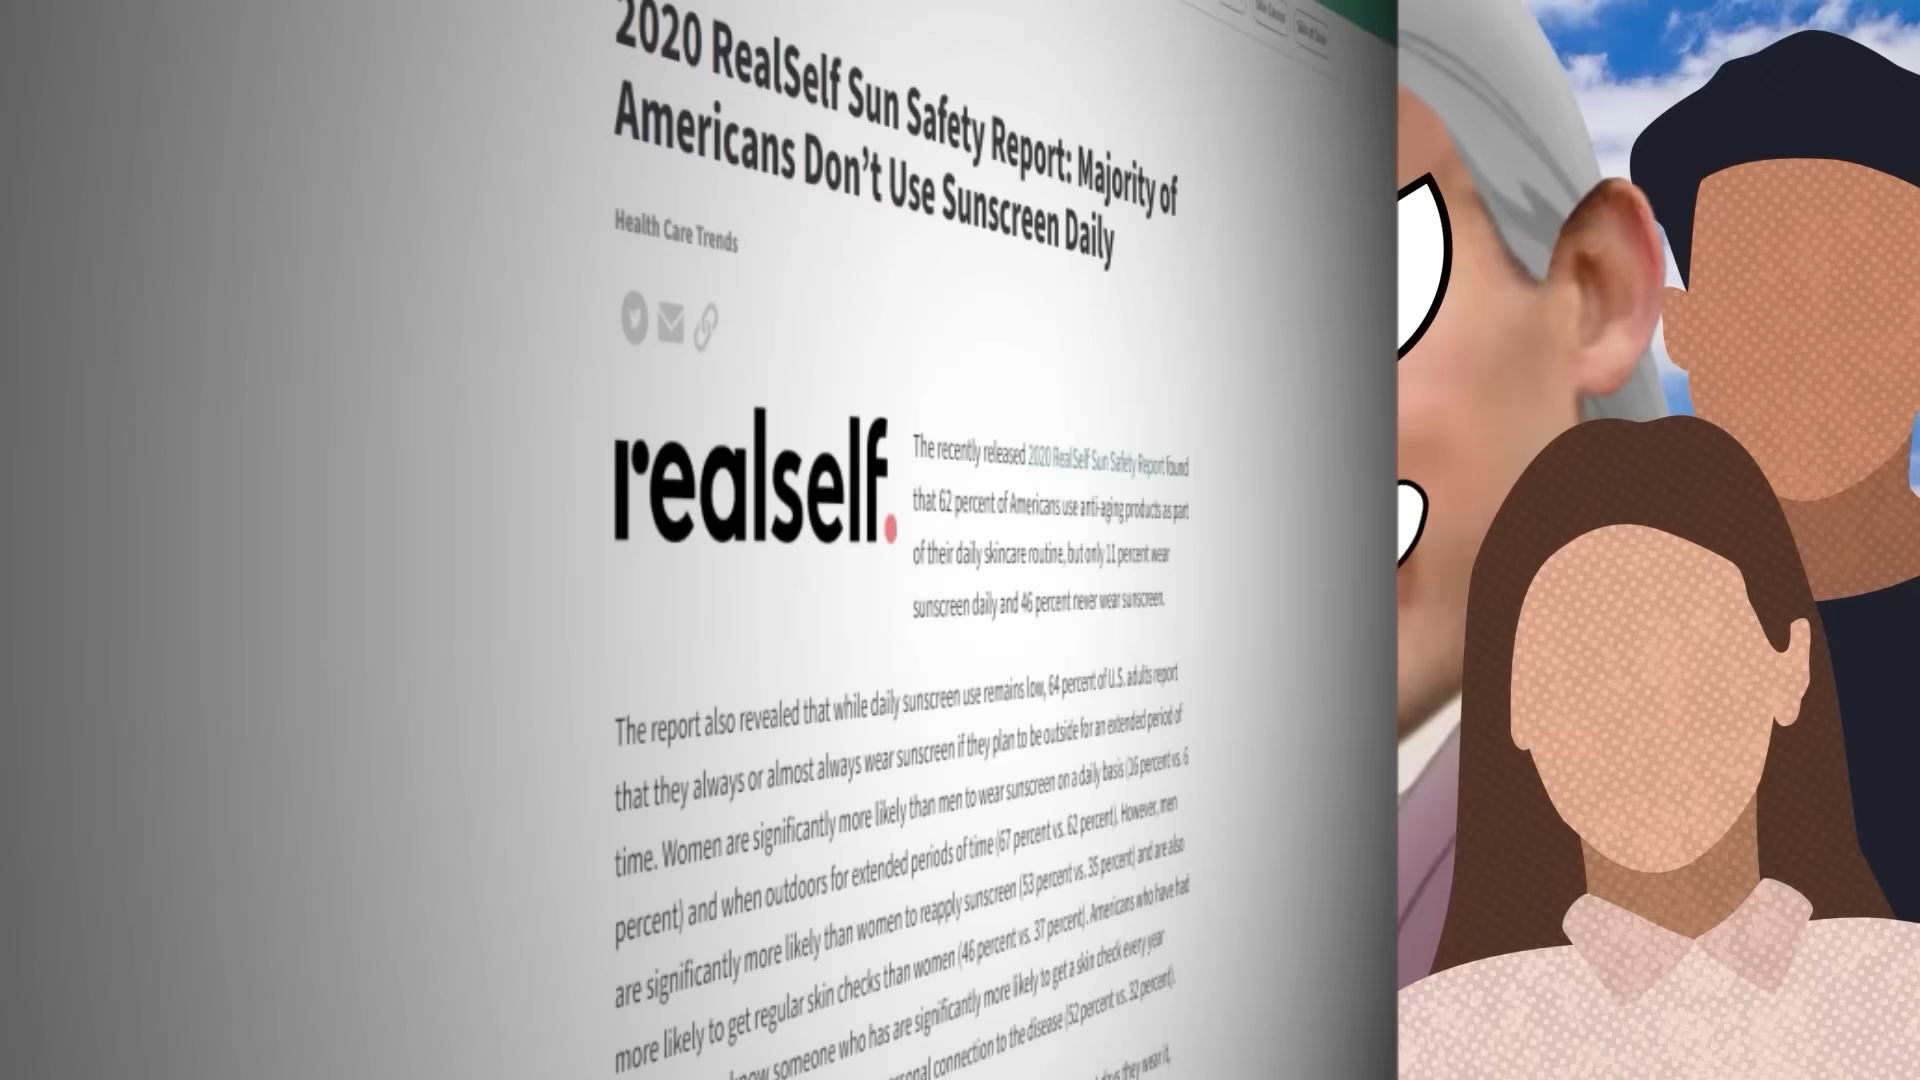 2020 RealSelf Sun Safety Report: Majority of
Americans Don't Use Sunscreen Daily
Health Care Trends
realself.
The recently released 2020 RealSelf Sun Safety Report found
that 62 percent of Americans use anti-aging products as part
of their daily skincare routine, but only 11 percent wear
sunscreen daily and 46 percent never wear sunscreen.
The report also revealed that while daily sunscreen use remains low, 64 percent of U.S. adults report
that they always or almost always wear sunscreen if they plan to be outside for an extended period of
time. Women are significantly more likely than men to wear sunscreen on a daily basis (16 percent vs. 6
percent) and when outdoors for extended periods of time (67 percent vs. 62 percent). However, men
are significantly more likely than women to reapply sunscreen (53 percent vs. 35 percent) and are also
more likely to get regular skin checks than women (46 percent vs. 37 percent). Americans who have had
know someone who has are significantly more likely to get a skin check every year
connection to the disease (52 percent vs. 32 percent).
days they wear it,